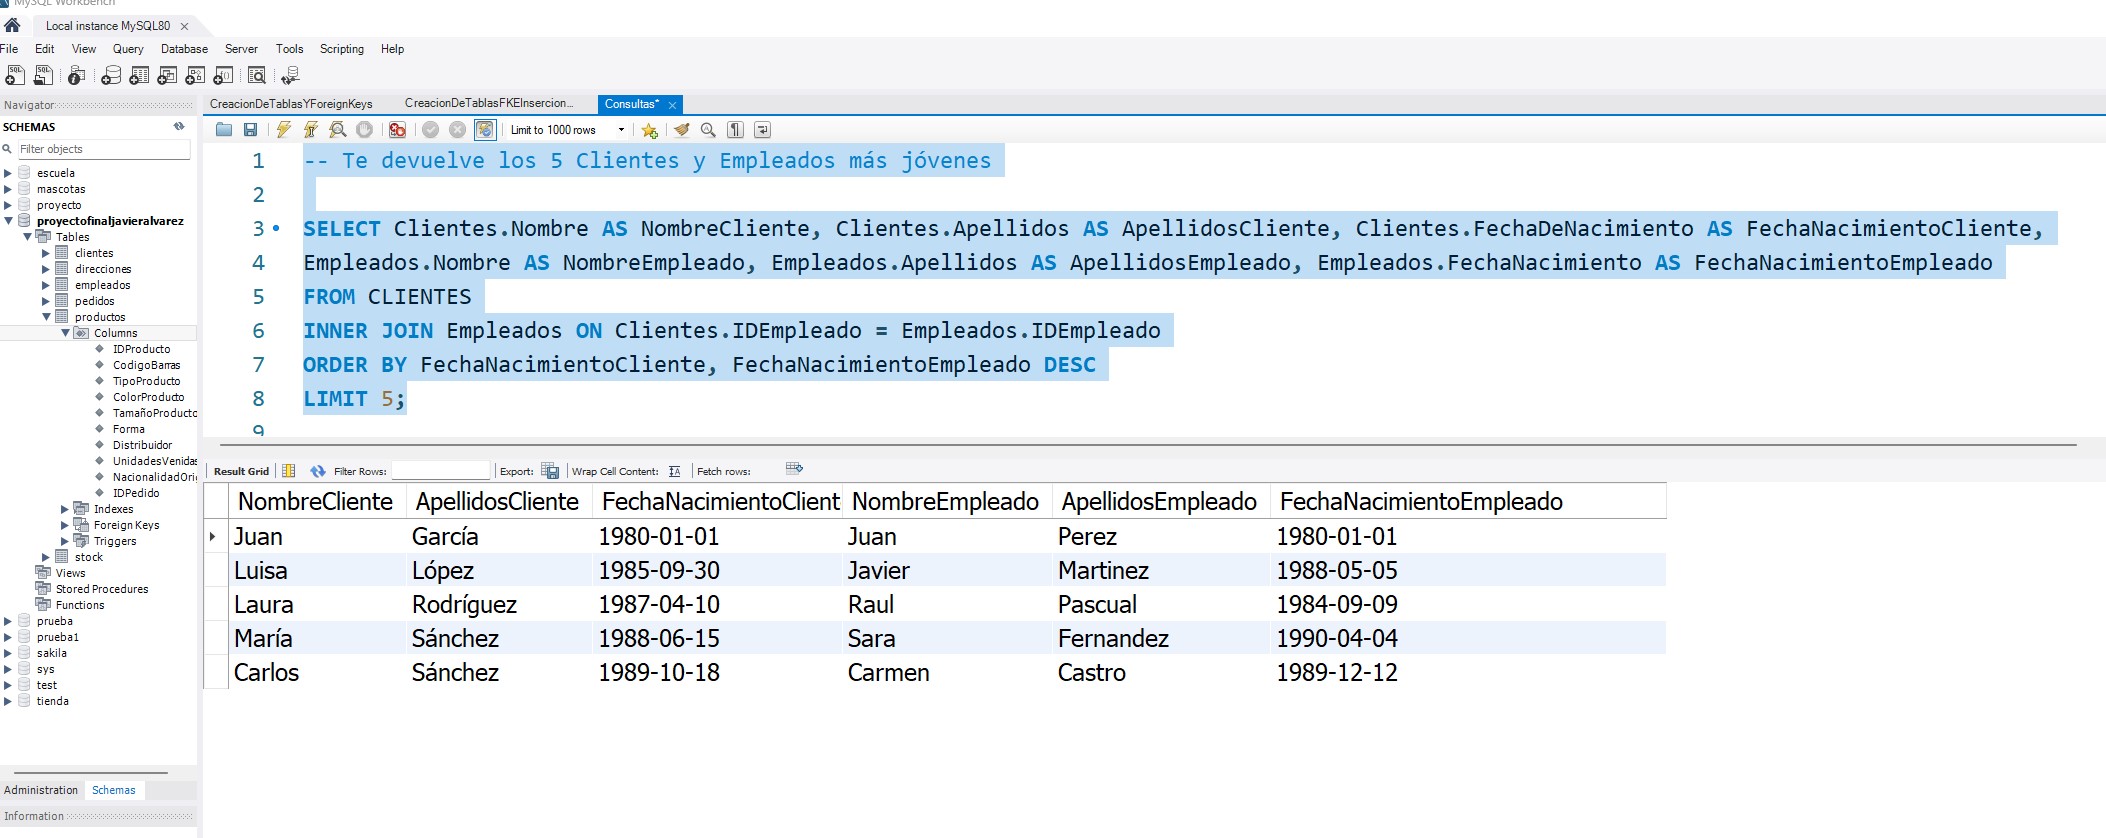 MySQL Workbench
Local instance MySQL80
File Edit View Query Database Server Tools Scripting Help
Navigator
SCHEMAS
Filter objects
escuela
mascotas
proyecto
proyectofinaljavieralvarez
Tables
clientes
direcciones
empleados
pedidos
productos
Columns
IDProducto
CodigoBarras
TipoProducto
ColorProducto
TamañoProducto
Forma
Distribuidor
UnidadesVenidas
NacionalidadOri
IDPedido
Indexes
Foreign Keys
Triggers
stock
Views
Stored Procedures
Functions
prueba
prueba1
sakila
sys
test
tienda
Administration Schemas
Information
CreacionDeTablasYForeignKeys CreacionDeTablasFKEInsercion... Consultas*
Limit to 1000 rows
1 -- Te devuelve los 5 Clientes y Empleados más jóvenes
2
3 SELECT Clientes.Nombre AS NombreCliente, Clientes.Apellidos AS ApellidosCliente, Clientes.FechaDeNacimiento AS FechaNacimientoCliente,
4 Empleados.Nombre AS NombreEmpleado, Empleados.Apellidos AS ApellidosEmpleado, Empleados.FechaNacimiento AS FechaNacimientoEmpleado
5 FROM CLIENTES
6 INNER JOIN Empleados ON Clientes.IDEmpleado = Empleados.IDEmpleado
7 ORDER BY FechaNacimientoCliente, FechaNacimientoEmpleado DESC
8 LIMIT 5;
9
Result Grid Filter Rows: Export: Wrap Cell Content: Fetch rows:
NombreCliente ApellidosCliente FechaNacimientoClient NombreEmpleado ApellidosEmpleado FechaNacimientoEmpleado
Juan García 1980-01-01 Juan Perez 1980-01-01
Luisa López 1985-09-30 Javier Martinez 1988-05-05
Laura Rodríguez 1987-04-10 Raul Pascual 1984-09-09
María Sánchez 1988-06-15 Sara Fernandez 1990-04-04
Carlos Sánchez 1989-10-18 Carmen Castro 1989-12-12